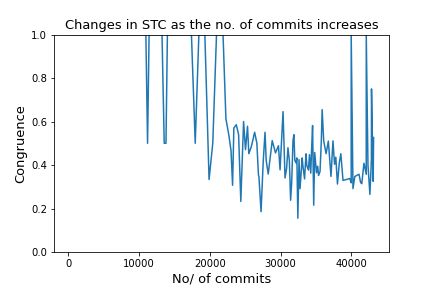 Changes in STC as the no. of commits increases
1.0
0.8
0.6
0.4
0.2
0.0
Congruence
0 10000 20000 30000 40000
No/ of commits